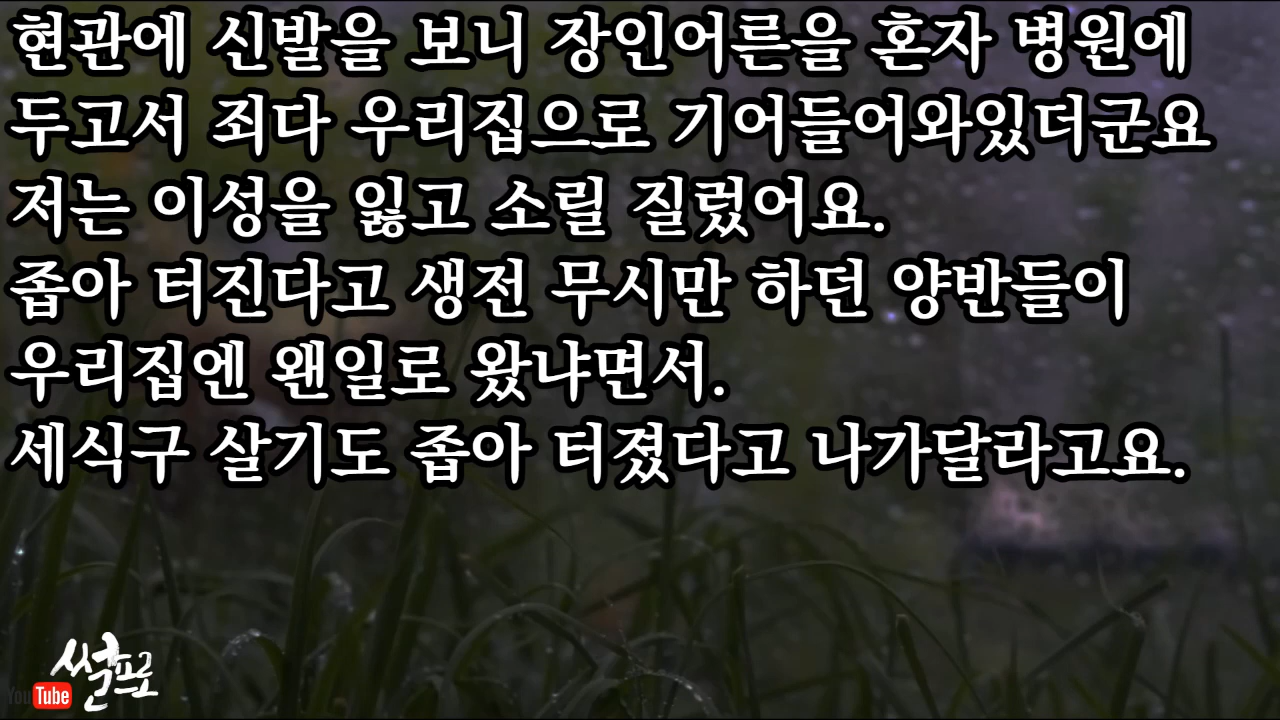 현관에 신발을 보니 장인어른을 혼자 병원에
두고서 죄다 우리집으로 기어들어와있더군요
저는 이성을 잃고 소릴 질렀어요.
좁아 터진다고 생전 무시만 하던 양반들이
우리집엔 왠일로 왔냐면서.
세식구 살기도 좁아 터졌다고 나가달라고요.
썰프로
YouTube